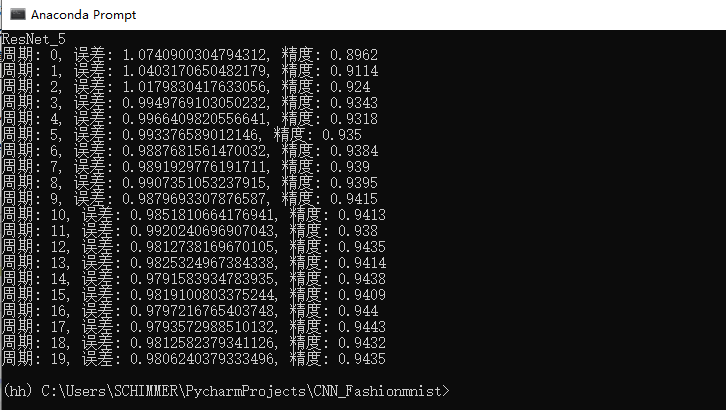 Anaconda Prompt
ResNet_5
周期: 0, 误差: 1.0740900304794312, 精度: 0.8962
周期: 1, 误差: 1.0403170650482179, 精度: 0.9114
周期: 2, 误差: 1.0179830417633056, 精度: 0.924
周期: 3, 误差: 0.9949769103050232, 精度: 0.9343
周期: 4, 误差: 0.9966409820556641, 精度: 0.9318
周期: 5, 误差: 0.993376589012146, 精度: 0.935
周期: 6, 误差: 0.9887681561470032, 精度: 0.9384
周期: 7, 误差: 0.9891929776191711, 精度: 0.939
周期: 8, 误差: 0.9907351053237915, 精度: 0.9395
周期: 9, 误差: 0.9879693307876587, 精度: 0.9415
周期: 10, 误差: 0.9851810664176941, 精度: 0.9413
周期: 11, 误差: 0.9920240696907043, 精度: 0.938
周期: 12, 误差: 0.9812738169670105, 精度: 0.9435
周期: 13, 误差: 0.9825324967384338, 精度: 0.9414
周期: 14, 误差: 0.9791583934783935, 精度: 0.9438
周期: 15, 误差: 0.9819100803375244, 精度: 0.9409
周期: 16, 误差: 0.9797216765403748, 精度: 0.944
周期: 17, 误差: 0.9793572988510132, 精度: 0.9443
周期: 18, 误差: 0.9812582379341126, 精度: 0.9432
周期: 19, 误差: 0.9806240379333496, 精度: 0.9435
(hh) C:\Users\SCHIMMER\PycharmProjects\CNN_Fashionmnist>